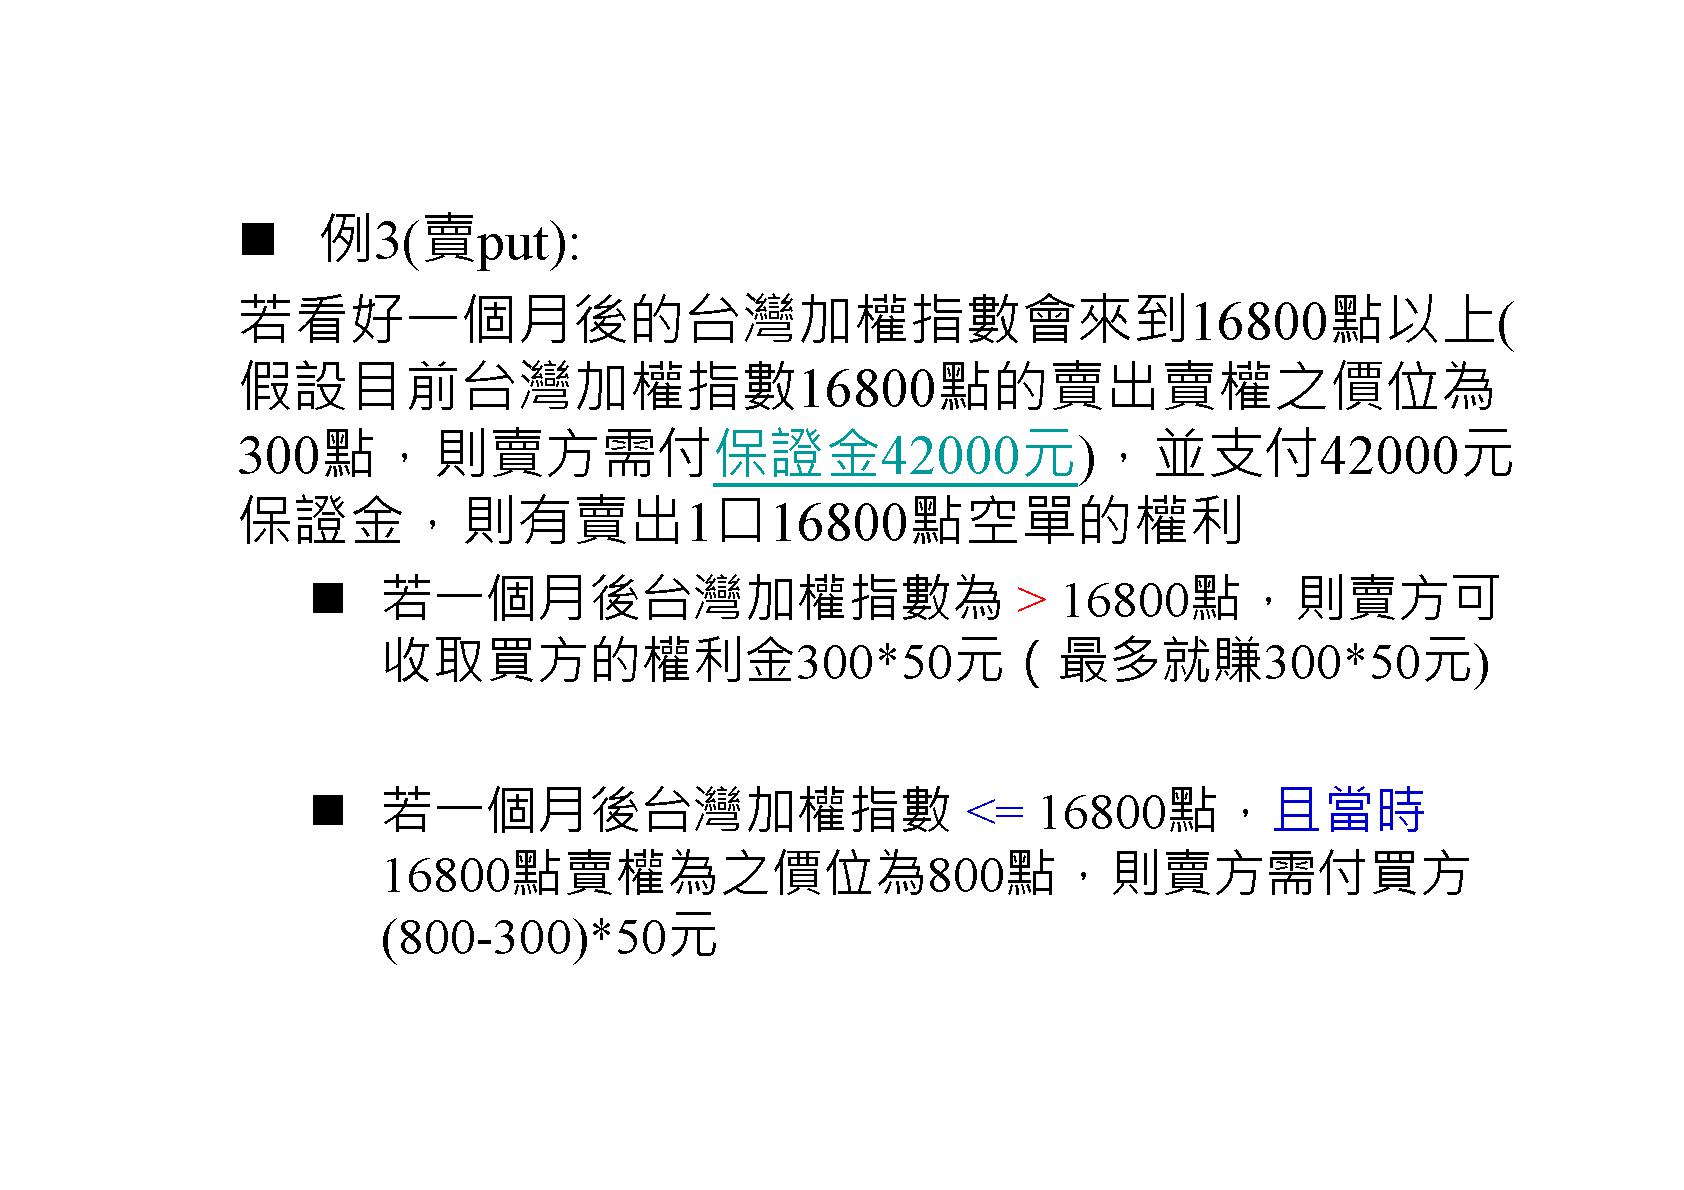 ■ 例3(賣put):
若看好一個月後的台灣加權指數會來到16800點以上(
假設目前台灣加權指數16800點的賣出賣權之價位為
300點，則賣方需付保證金42000元)，並支付42000元
保證金，則有賣出1口16800點空單的權利
■ 若一個月後台灣加權指數為 > 16800點，則賣方可
收取買方的權利金300*50元（最多就賺300*50元)
■ 若一個月後台灣加權指數 <= 16800點，且當時
16800點賣權為之價位為800點，則賣方需付買方
(800-300)*50元